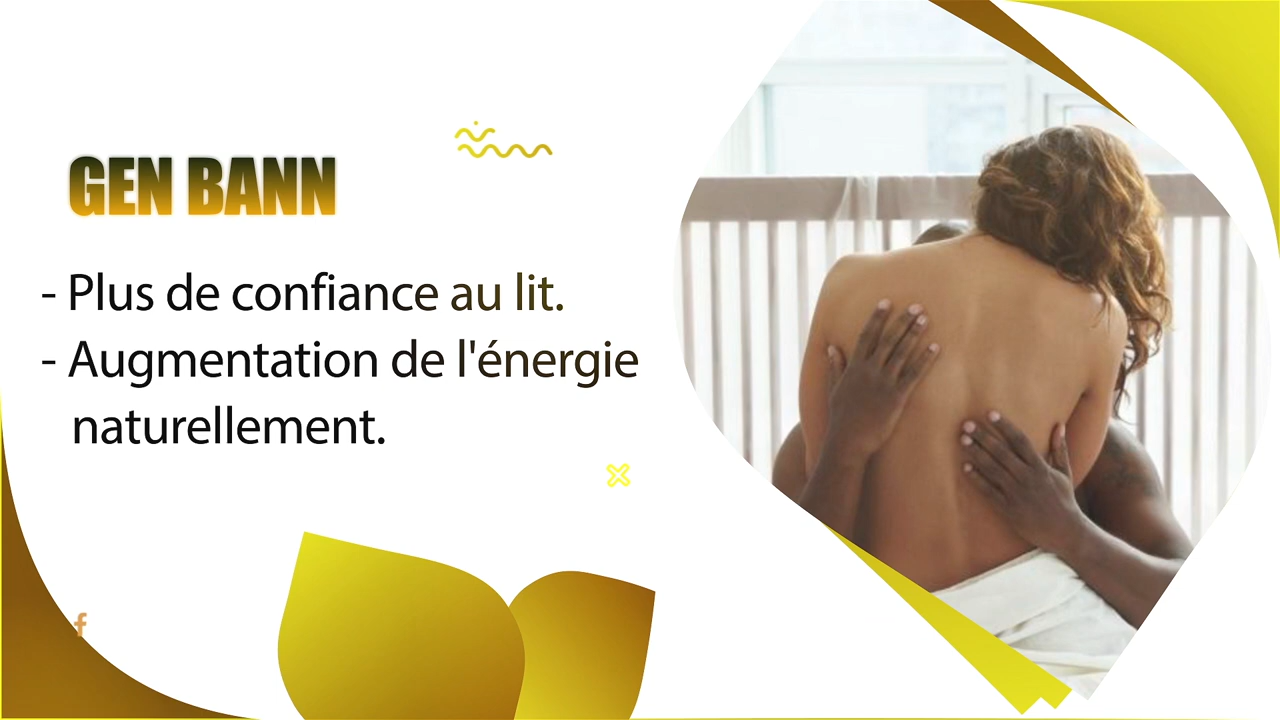 GEN BANN
- Plus de confiance au lit.
- Augmentation de l'énergie
naturellement.
f